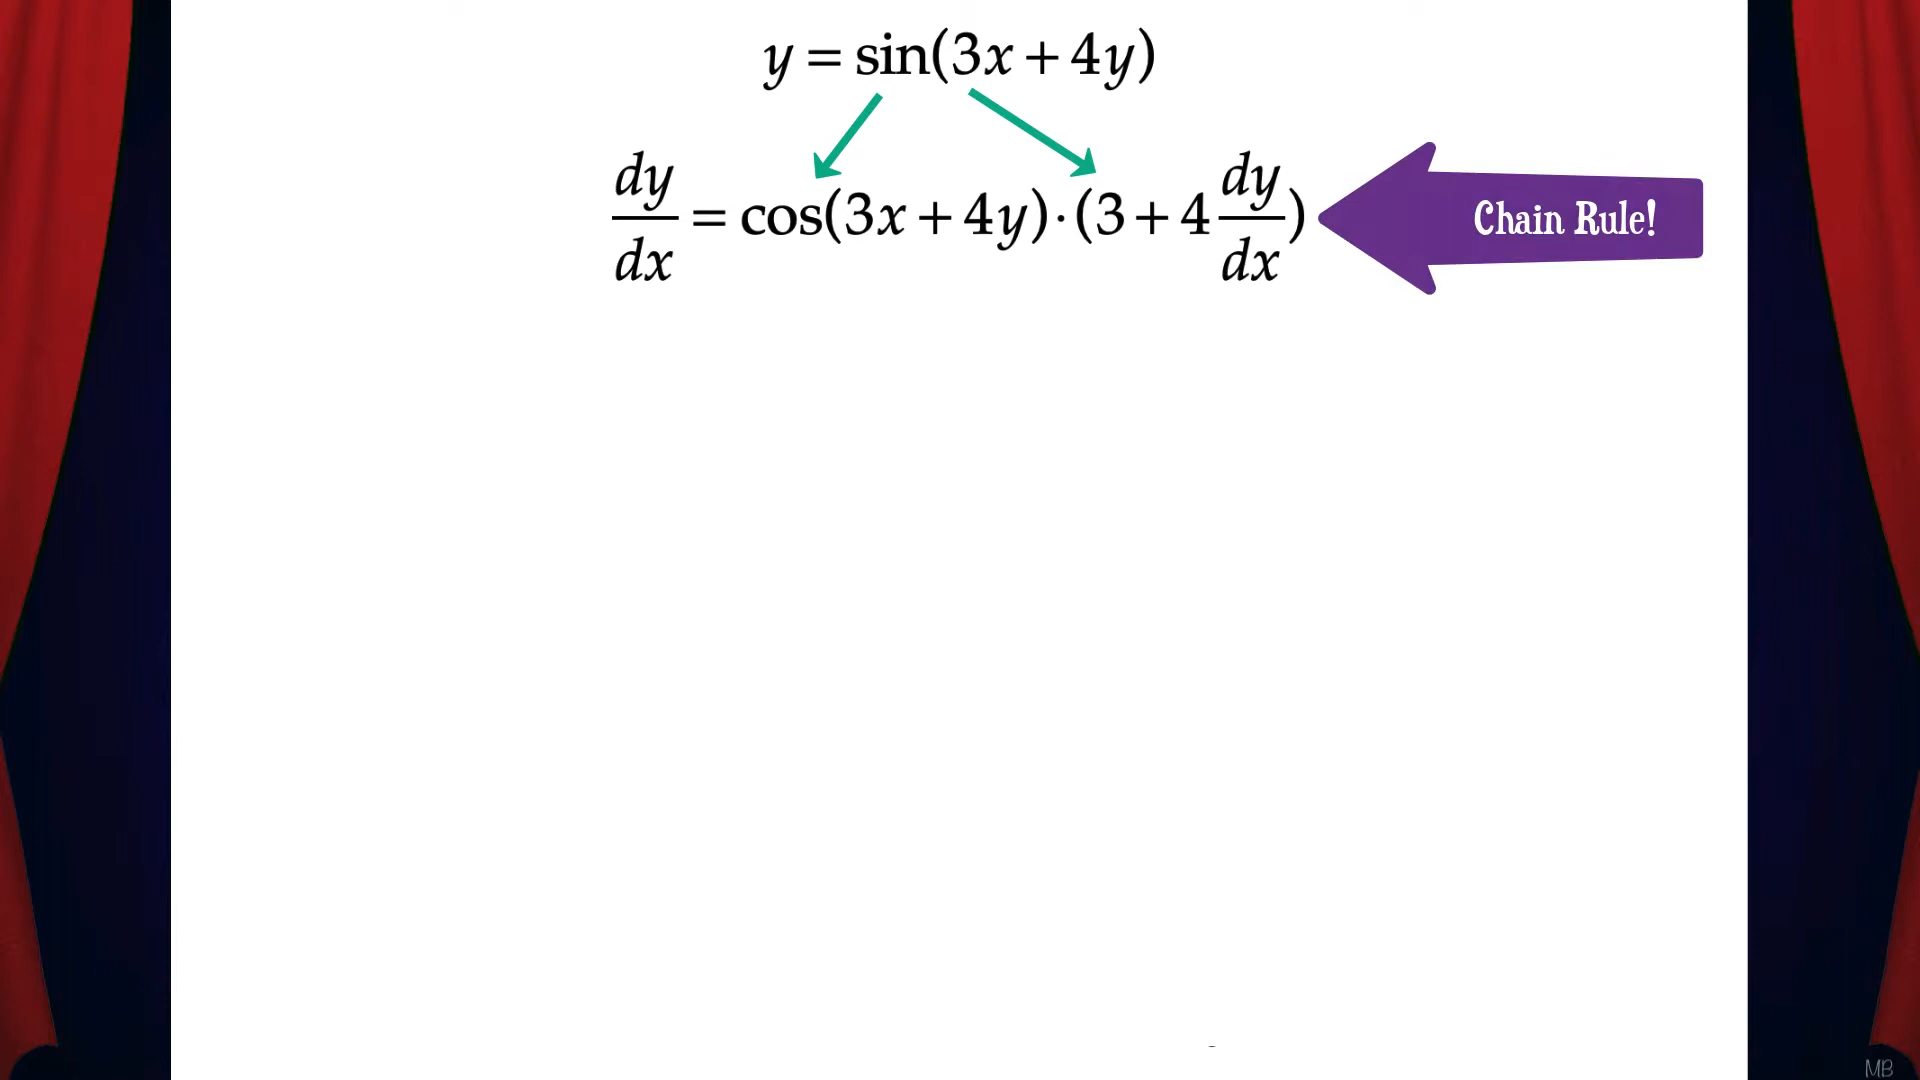 y = sin(3x + 4y)
dy/dx = cos(3x + 4y) · (3 + 4 dy/dx)
Chain Rule!
MB